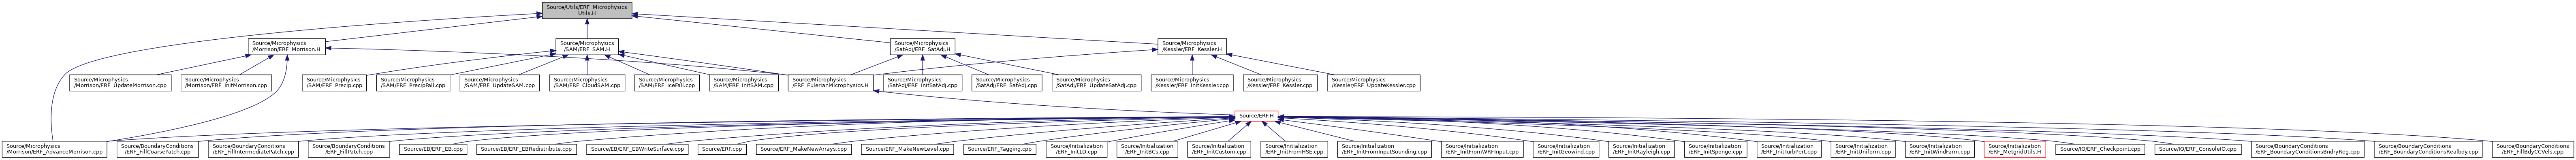 Source/Utils/ERF_Microphysics
Utils.H
Source/Microphysics
/Morrison/ERF_Morrison.H
Source/Microphysics
/SAM/ERF_SAM.H
Source/Microphysics
/SatAdj/ERF_SatAdj.H
Source/Microphysics
/Kessler/ERF_Kessler.H
Source/Microphysics
/Morrison/ERF_UpdateMorrison.cpp
Source/Microphysics
/Morrison/ERF_InitMorrison.cpp
Source/Microphysics
/SAM/ERF_Precip.cpp
Source/Microphysics
/SAM/ERF_PrecipFall.cpp
Source/Microphysics
/SAM/ERF_UpdateSAM.cpp
Source/Microphysics
/SAM/ERF_CloudSAM.cpp
Source/Microphysics
/SAM/ERF_IceFall.cpp
Source/Microphysics
/SAM/ERF_InitSAM.cpp
Source/Microphysics
/ERF_EulerianMicrophysics.H
Source/Microphysics
/SatAdj/ERF_InitSatAdj.cpp
Source/Microphysics
/SatAdj/ERF_SatAdj.cpp
Source/Microphysics
/SatAdj/ERF_UpdateSatAdj.cpp
Source/Microphysics
/Kessler/ERF_InitKessler.cpp
Source/Microphysics
/Kessler/ERF_Kessler.cpp
Source/Microphysics
/Kessler/ERF_UpdateKessler.cpp
Source/ERF.H
Source/Microphysics
/Morrison/ERF_AdvanceMorrison.cpp
Source/BoundaryConditions
/ERF_FillCoarsePatch.cpp
Source/BoundaryConditions
/ERF_FillIntermediatePatch.cpp
Source/BoundaryConditions
/ERF_FillPatch.cpp
Source/EB/ERF_EB.cpp
Source/EB/ERF_EBRedistribute.cpp
Source/EB/ERF_EBWriteSurface.cpp
Source/ERF.cpp
Source/ERF_MakeNewArrays.cpp
Source/ERF_MakeNewLevel.cpp
Source/ERF_Tagging.cpp
Source/Initialization
/ERF_Init1D.cpp
Source/Initialization
/ERF_InitBCs.cpp
Source/Initialization
/ERF_InitCustom.cpp
Source/Initialization
/ERF_InitFromHSE.cpp
Source/Initialization
/ERF_InitFromInputSounding.cpp
Source/Initialization
/ERF_InitFromWRFInput.cpp
Source/Initialization
/ERF_InitGeowind.cpp
Source/Initialization
/ERF_InitRayleigh.cpp
Source/Initialization
/ERF_InitSponge.cpp
Source/Initialization
/ERF_InitTurbPert.cpp
Source/Initialization
/ERF_InitUniform.cpp
Source/Initialization
/ERF_InitWindFarm.cpp
Source/Initialization
/ERF_MetgridUtils.H
Source/IO/ERF_Checkpoint.cpp
Source/IO/ERF_ConsoleIO.cpp
Source/BoundaryConditions
/ERF_BoundaryConditionsBndryReg.cpp
Source/BoundaryConditions
/ERF_BoundaryConditionsRealbdy.cpp
Source/BoundaryConditions
/ERF_FillBdyCCVels.cpp